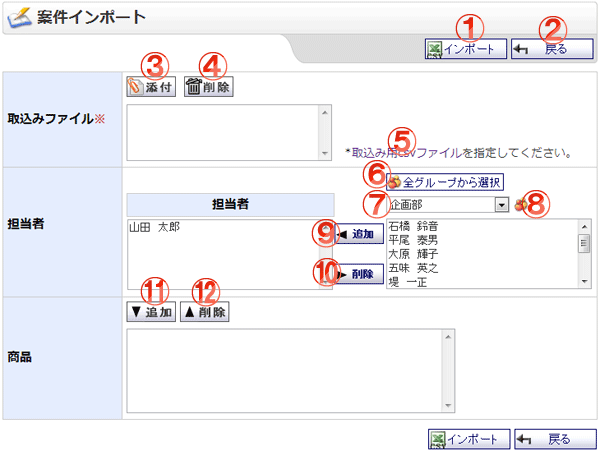 案件インポート
① ②
CSV インポート 戻る
③ ④
添付 削除
取込みファイル※
⑤
*取込み用csvファイルを指定してください。
⑥ 全グループから選択
担当者
⑦ 企画部 ⑧
担当者
山田 太郎
⑨ 追加
⑩ 削除
石橋 鈴音
平尾 泰男
大原 輝子
五味 英之
堤 一正
⑪ ⑫
追加 削除
商品
CSV インポート 戻る